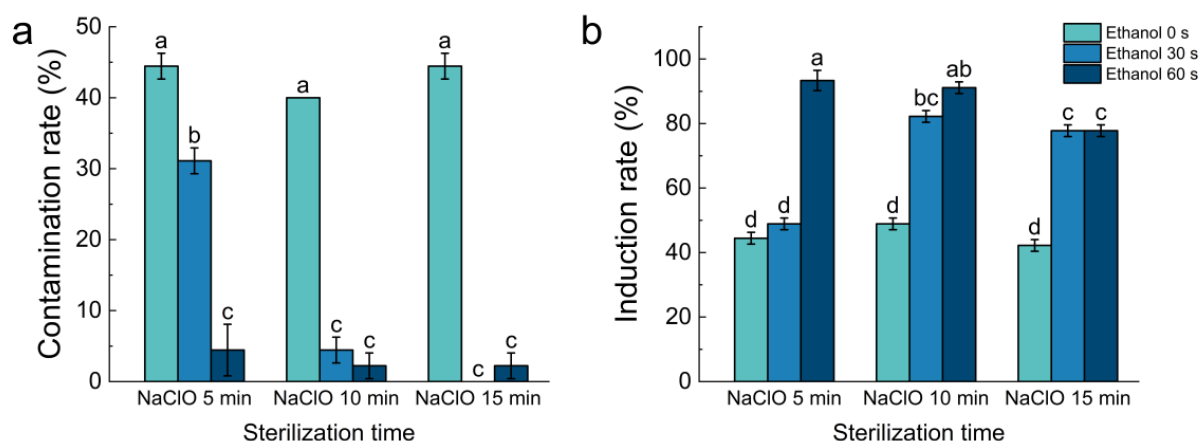 a
Contamination rate (%)
50
40
30
20
10
0
a
b
c
a
c
c
a
c
c
NaClO 5 min
NaClO 10 min
NaClO 15 min
Sterilization time
b
Induction rate (%)
100
80
60
40
20
0
Ethanol 0 s
Ethanol 30 s
Ethanol 60 s
d
d
a
d
bc
ab
d
c
c
NaClO 5 min
NaClO 10 min
NaClO 15 min
Sterilization time